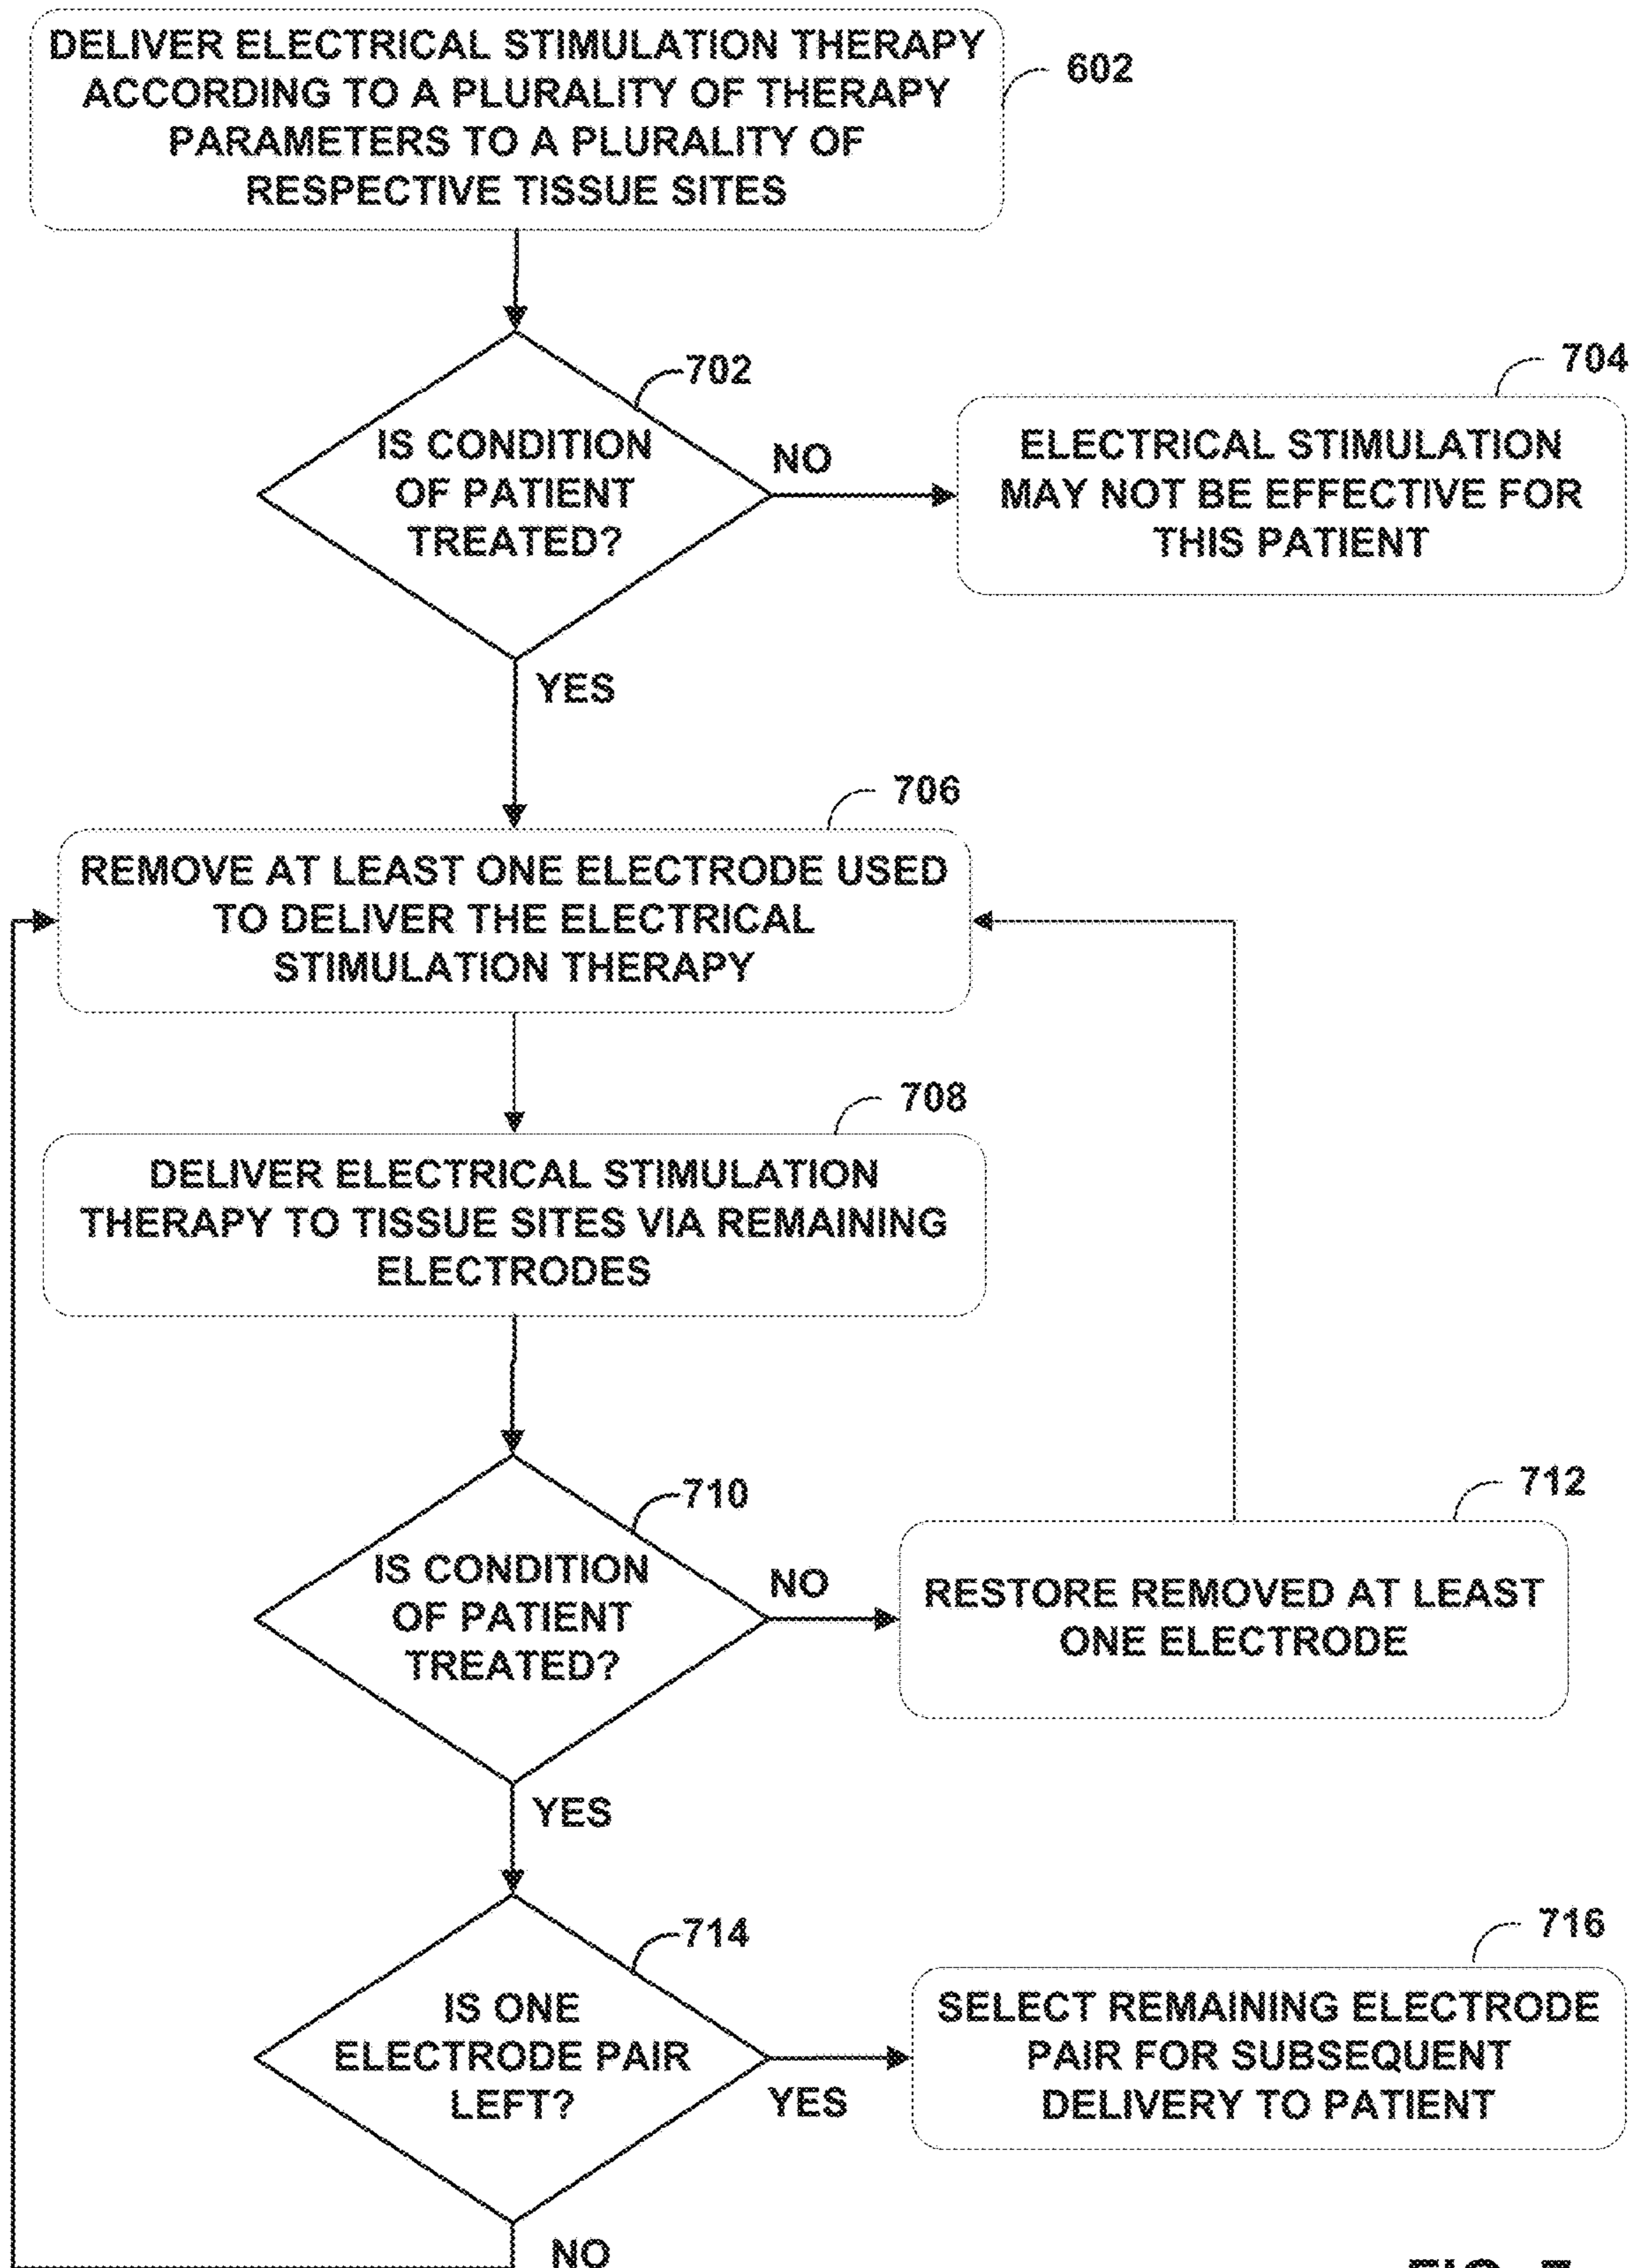 DELIVER ELECTRICAL STIMULATION THERAPY
ACCORDING TO A PLURALITY OF THERAPY
PARAMETERS TO A PLURALITY OF
RESPECTIVE TISSUE SITES
602
702
IS CONDITION
OF PATIENT
TREATED?
NO
704
ELECTRICAL STIMULATION
MAY NOT BE EFFECTIVE FOR
THIS PATIENT
YES
706
REMOVE AT LEAST ONE ELECTRODE USED
TO DELIVER THE ELECTRICAL
STIMULATION THERAPY
708
DELIVER ELECTRICAL STIMULATION
THERAPY TO TISSUE SITES VIA REMAINING
ELECTRODES
710
IS CONDITION
OF PATIENT
TREATED?
NO
712
RESTORE REMOVED AT LEAST
ONE ELECTRODE
YES
714
IS ONE
ELECTRODE PAIR
LEFT?
YES
716
SELECT REMAINING ELECTRODE
PAIR FOR SUBSEQUENT
DELIVERY TO PATIENT
NO